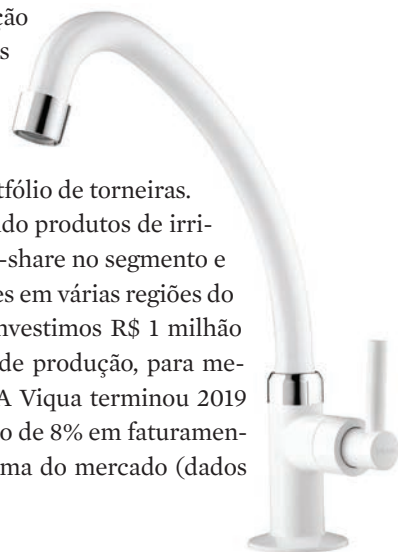 ção
s
tfólio de torneiras.
do produtos de irri-
-share no segmento e
es em várias regiões do
nvestimos R$ 1 milhão
de produção, para me-
A Viqua terminou 2019
o de 8% em faturamen-
ma do mercado (dados